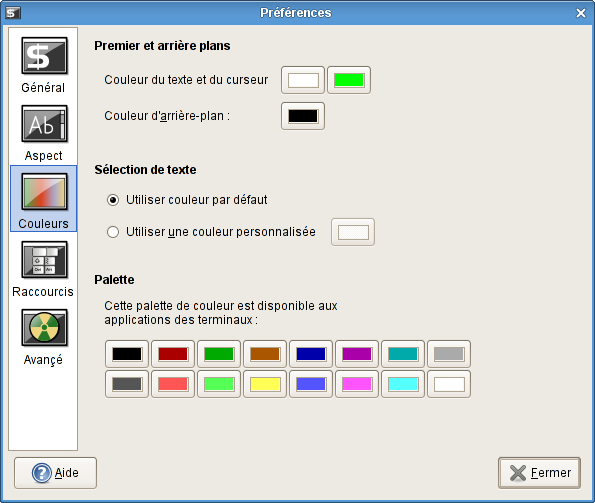 Préférences
Général
Aspect
Couleurs
Raccourcis
Avançé
Premier et arrière plans
Couleur du texte et du curseur
Couleur d'arrière-plan :
Sélection de texte
Utiliser couleur par défaut
Utiliser une couleur personnalisée
Palette
Cette palette de couleur est disponible aux
applications des terminaux :
Aide
Fermer